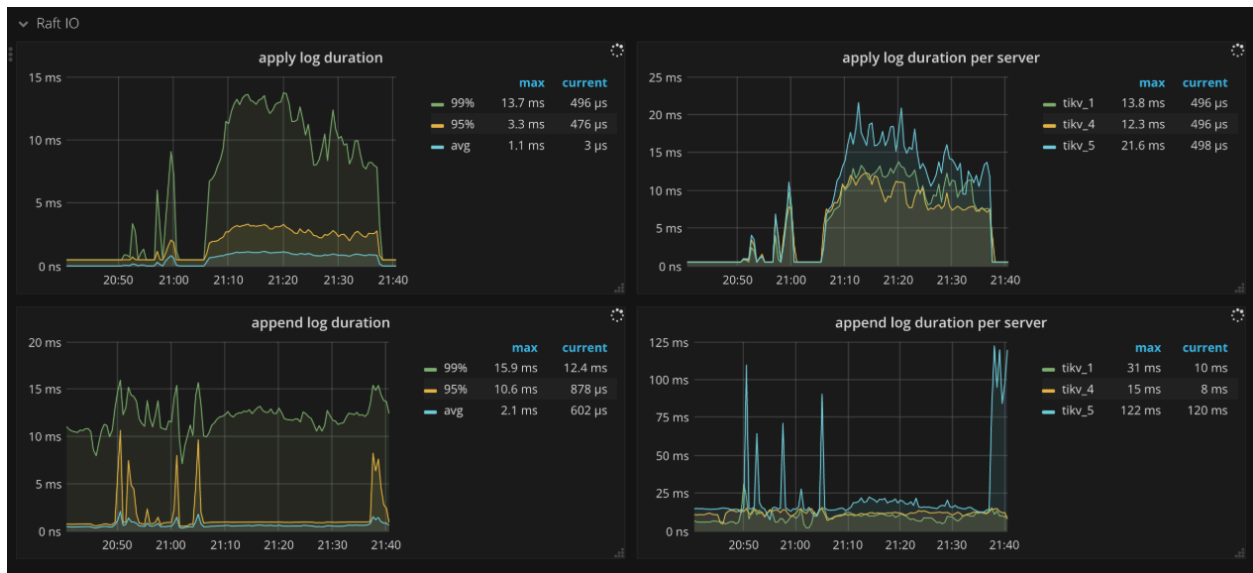 Raft IO
apply log duration
15 ms
10 ms
5 ms
0 ns
20:50 21:00 21:10 21:20 21:30 21:40
max current
99% 13.7 ms 496 µs
95% 3.3 ms 476 µs
avg 1.1 ms 3 µs
apply log duration per server
25 ms
20 ms
15 ms
10 ms
5 ms
0 ns
20:50 21:00 21:10 21:20 21:30 21:40
max current
tikv_1 13.8 ms 496 µs
tikv_4 12.3 ms 496 µs
tikv_5 21.6 ms 498 µs
append log duration
20 ms
15 ms
10 ms
5 ms
0 ns
20:50 21:00 21:10 21:20 21:30 21:40
max current
99% 15.9 ms 12.4 ms
95% 10.6 ms 878 µs
avg 2.1 ms 602 µs
append log duration per server
125 ms
100 ms
75 ms
50 ms
25 ms
0 ns
20:50 21:00 21:10 21:20 21:30 21:40
max current
tikv_1 31 ms 10 ms
tikv_4 15 ms 8 ms
tikv_5 122 ms 120 ms